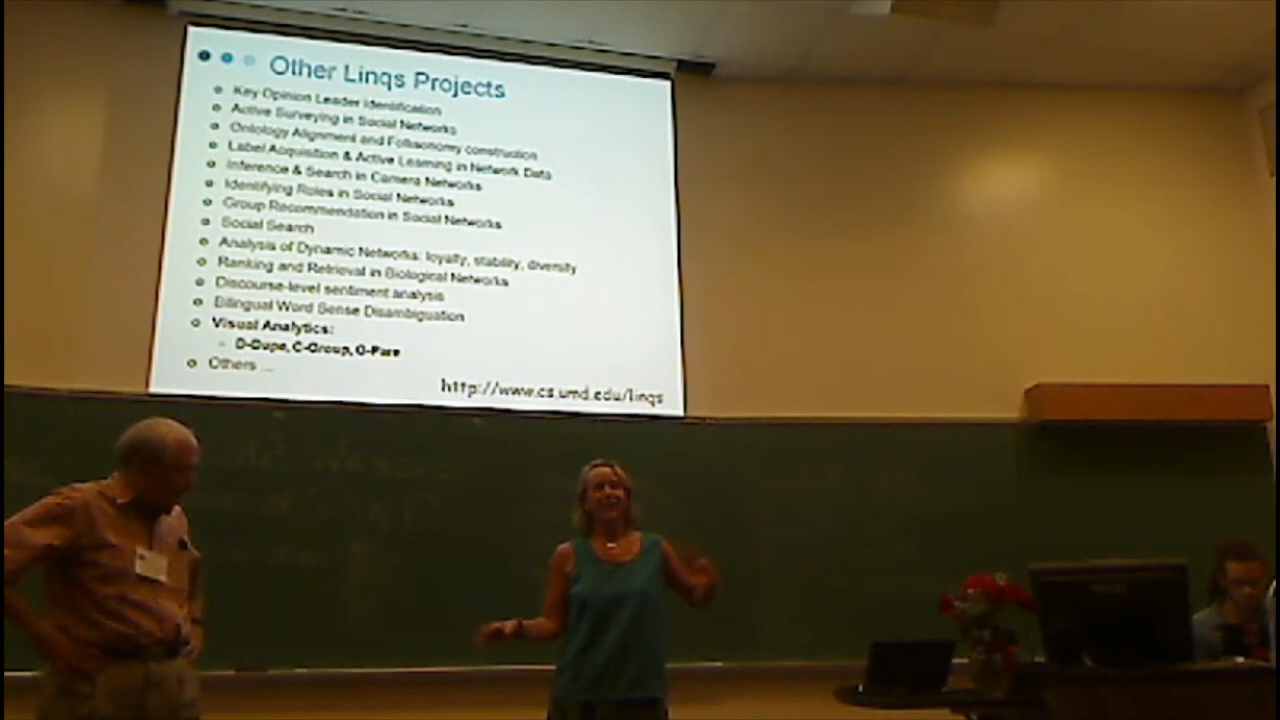 Other Linqs Projects
Key Opinion Leader Identification
Active Surveying in Social Networks
Ontology Alignment and Folksonomy construction
Label Acquisition & Active Learning in Network Data
Inference & Search in Camera Networks
Identifying Roles in Social Networks
Group Recommendation in Social Networks
Social Search
Analysis of Dynamic Networks: loyalty, stability, diversity
Ranking and Retrieval in Biological Networks
Discourse-level sentiment analysis
Bilingual Word Sense Disambiguation
Visual Analytics:
D-Dupe, C-Group, G-Pare
Others ...
http://www.cs.umd.edu/linqs